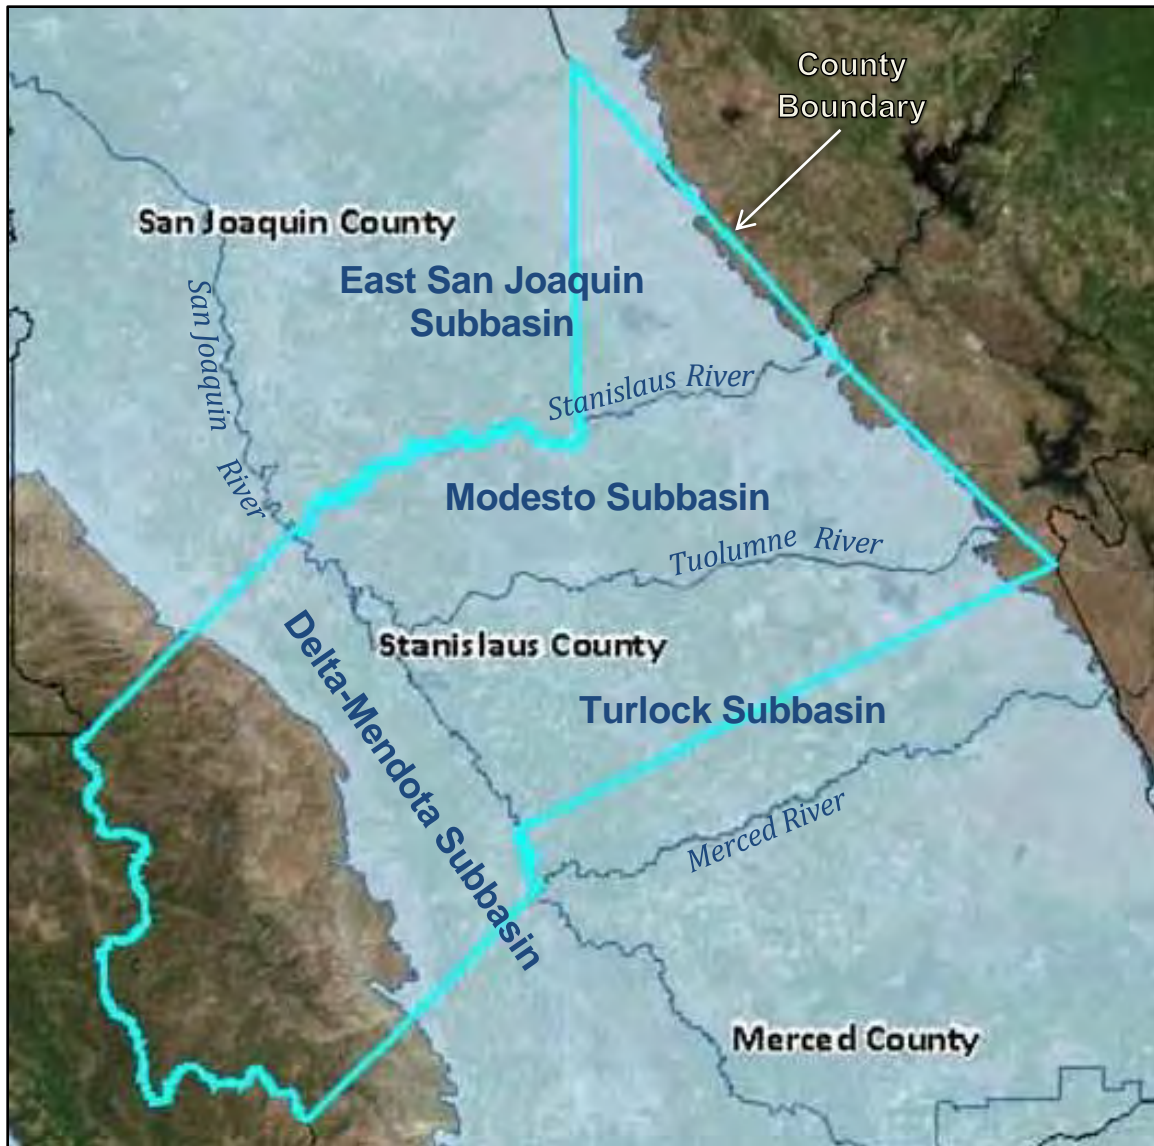 County
Boundary
San Joaquin County
East San Joaquin
Subbasin
San Joaquin
River
Stanislaus River
Modesto Subbasin
Tuolumne River
Stanislaus County
Delta-Mendota Subbasin
Turlock Subbasin
Merced River
Merced County